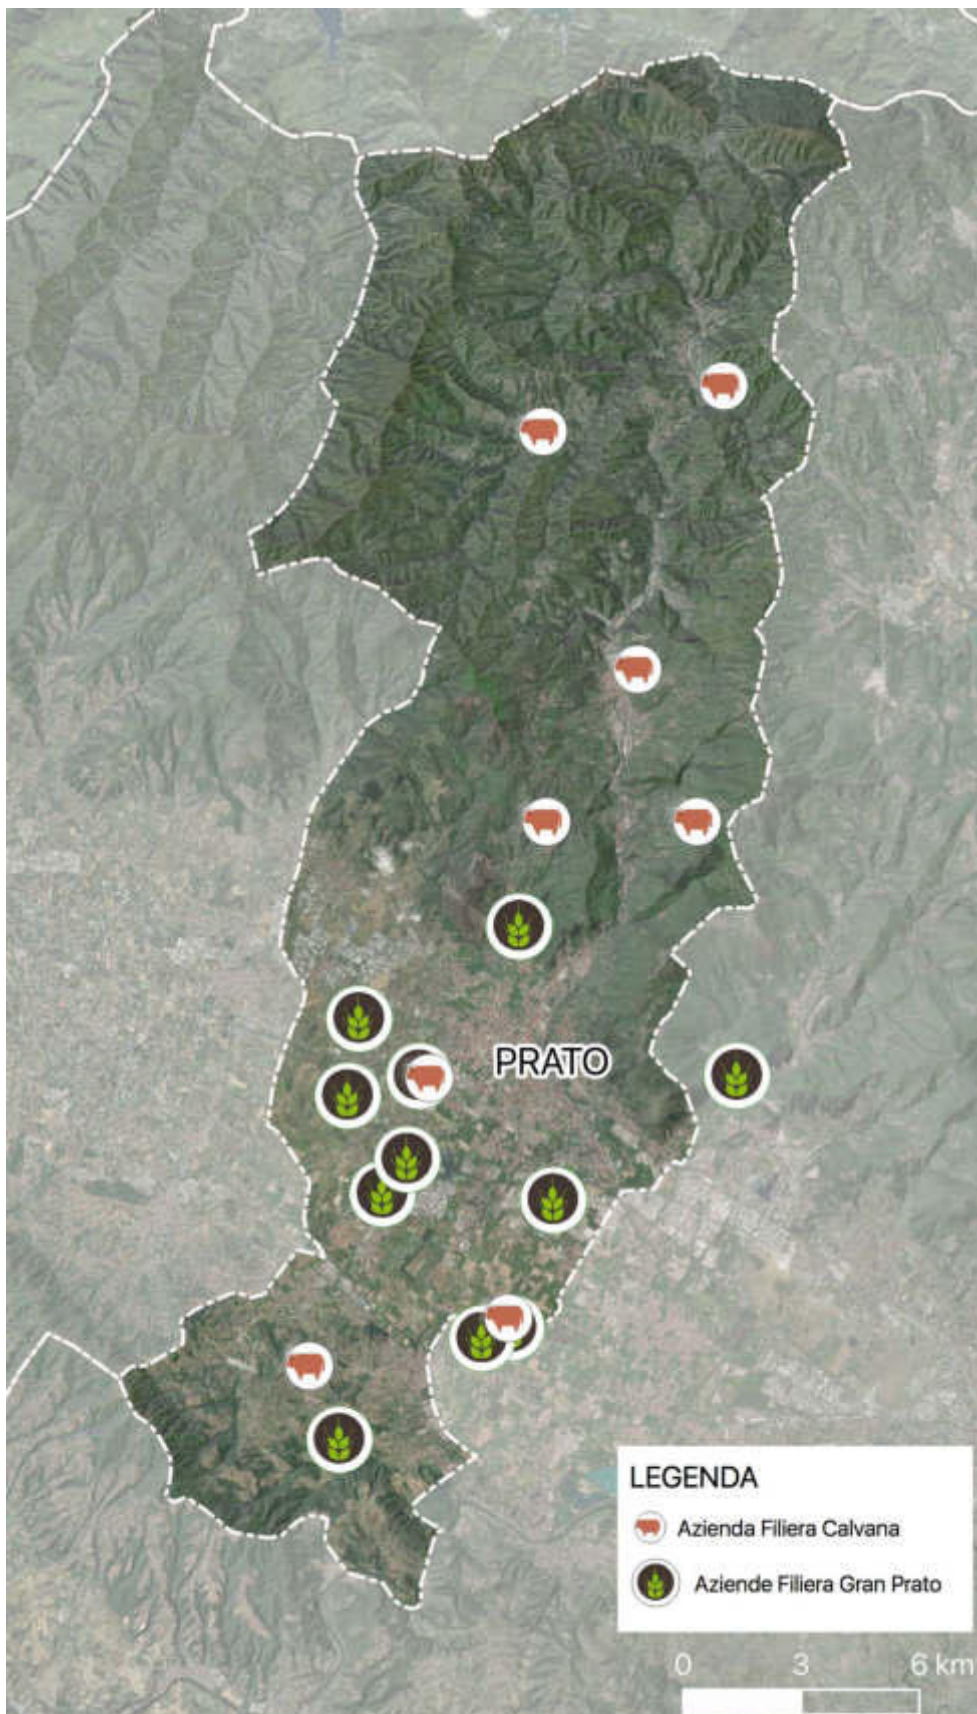 PRATO
LEGENDA
Azienda Filiera Calvana
Aziende Filiera Gran Prato
0 3 6 km